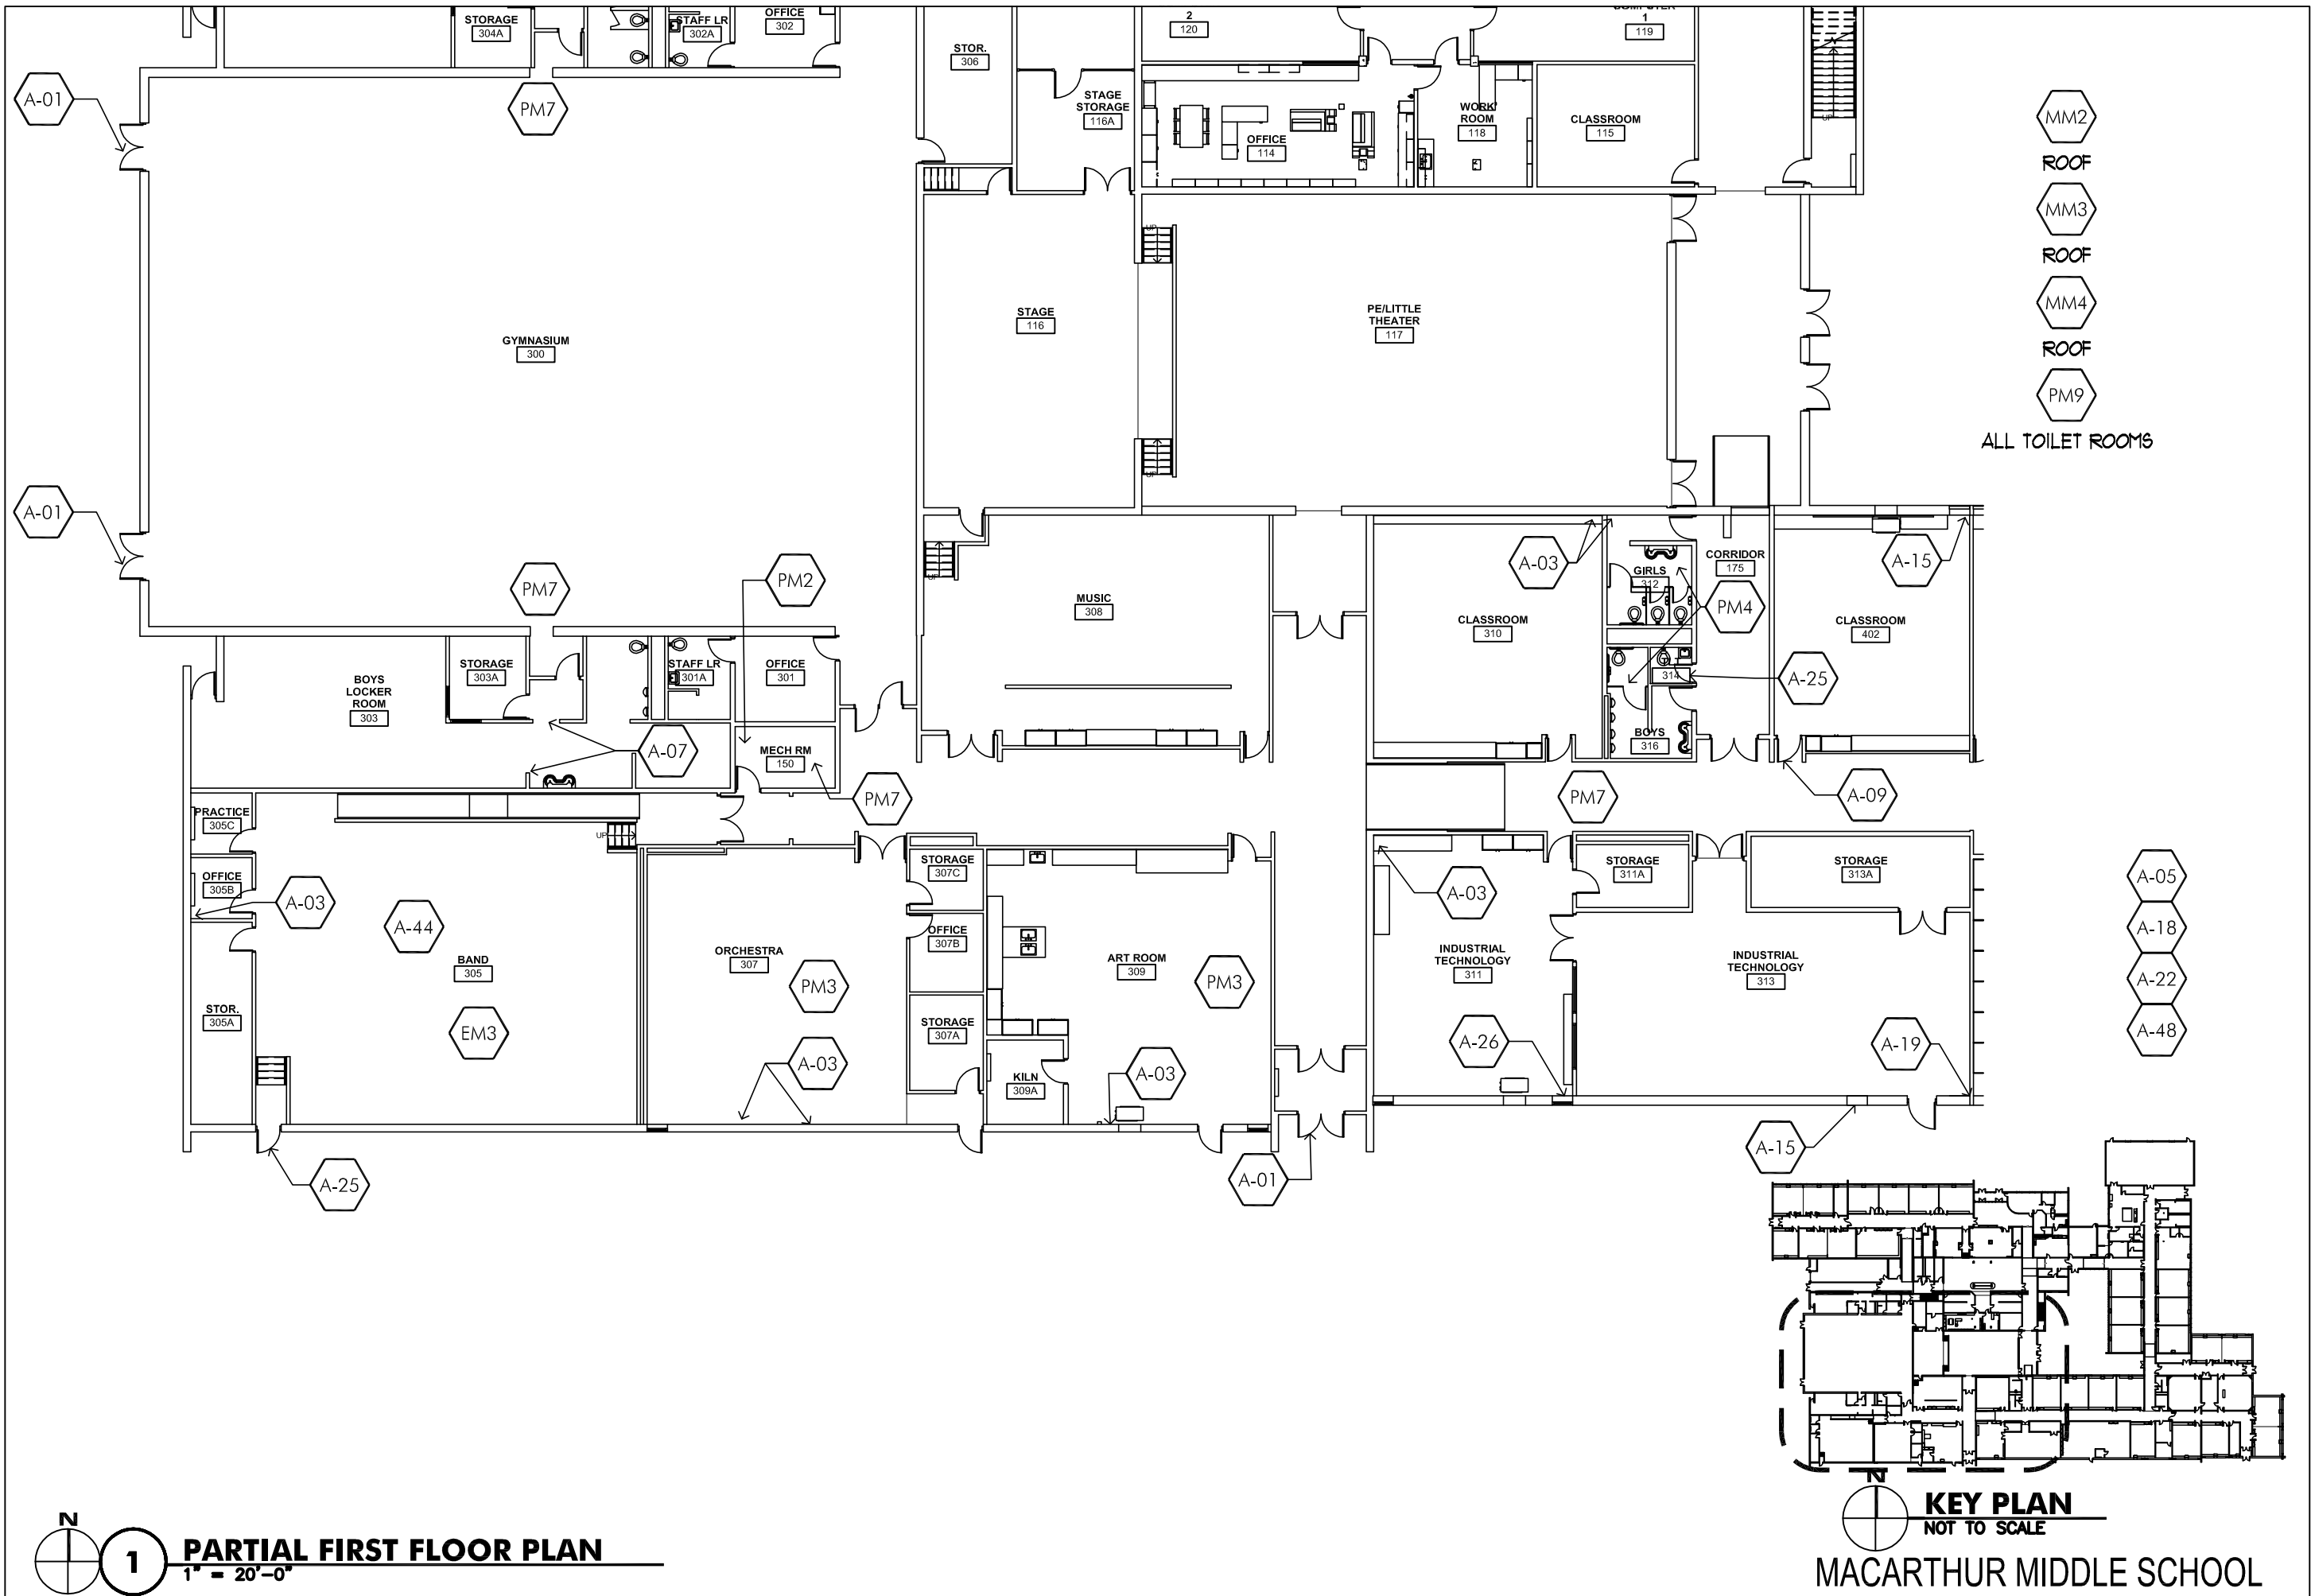 STORAGE
304A
STAFF LR
302A
OFFICE
302
STOR.
306
STAGE
STORAGE
116A
2
120
COMPUTER
1
119
OFFICE
114
WORK
ROOM
118
CLASSROOM
115
UP
A-01
PM7
MM2
ROOF
MM3
ROOF
MM4
ROOF
PM9
ALL TOILET ROOMS
GYMNASIUM
300
STAGE
116
UP
UP
PE/LITTLE
THEATER
117
A-01
PM7
PM2
UP
MUSIC
308
A-03
CLASSROOM
310
GIRLS
312
CORRIDOR
175
PM4
A-15
CLASSROOM
402
BOYS
LOCKER
ROOM
303
STORAGE
303A
STAFF LR
301A
OFFICE
301
314
A-25
BOYS
316
A-07
MECH RM
150
PM7
PM7
A-09
PRACTICE
305C
UP
OFFICE
305B
A-03
A-44
BAND
305
EM3
STOR.
305A
ORCHESTRA
307
PM3
A-03
STORAGE
307C
OFFICE
307B
STORAGE
307A
ART ROOM
309
PM3
KILN
309A
A-03
A-03
INDUSTRIAL
TECHNOLOGY
311
A-26
STORAGE
311A
STORAGE
313A
INDUSTRIAL
TECHNOLOGY
313
A-19
A-05
A-18
A-22
A-48
A-25
A-01
A-15
N
1
PARTIAL FIRST FLOOR PLAN
1" = 20'-0"
N
KEY PLAN
NOT TO SCALE
MACARTHUR MIDDLE SCHOOL